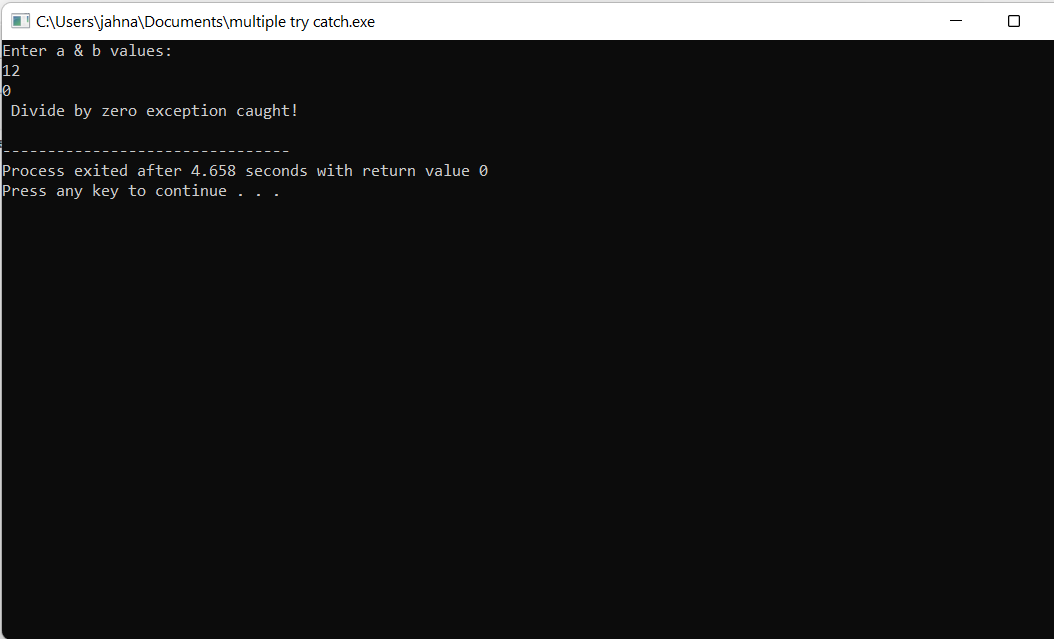 C:\Users\jahna\Documents\multiple try catch.exe
Enter a & b values:
12
0
 Divide by zero exception caught!

--------------------------------
Process exited after 4.658 seconds with return value 0
Press any key to continue . . .